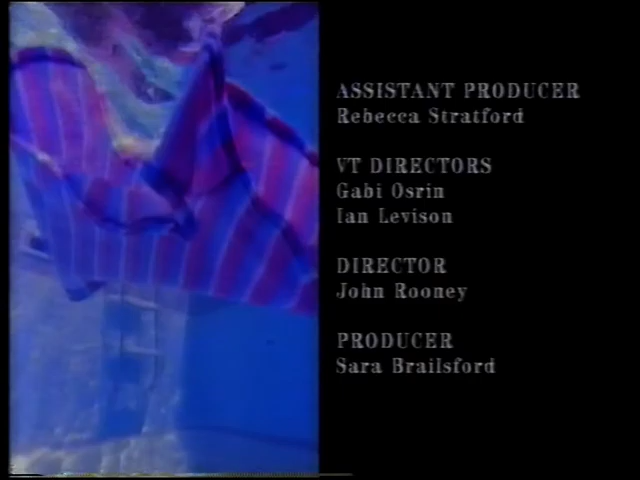 ASSISTANT PRODUCER
Rebecca Stratford
VT DIRECTORS
Gabi Osrin
Ian Levison
DIRECTOR
John Rooney
PRODUCER
Sara Brailsford